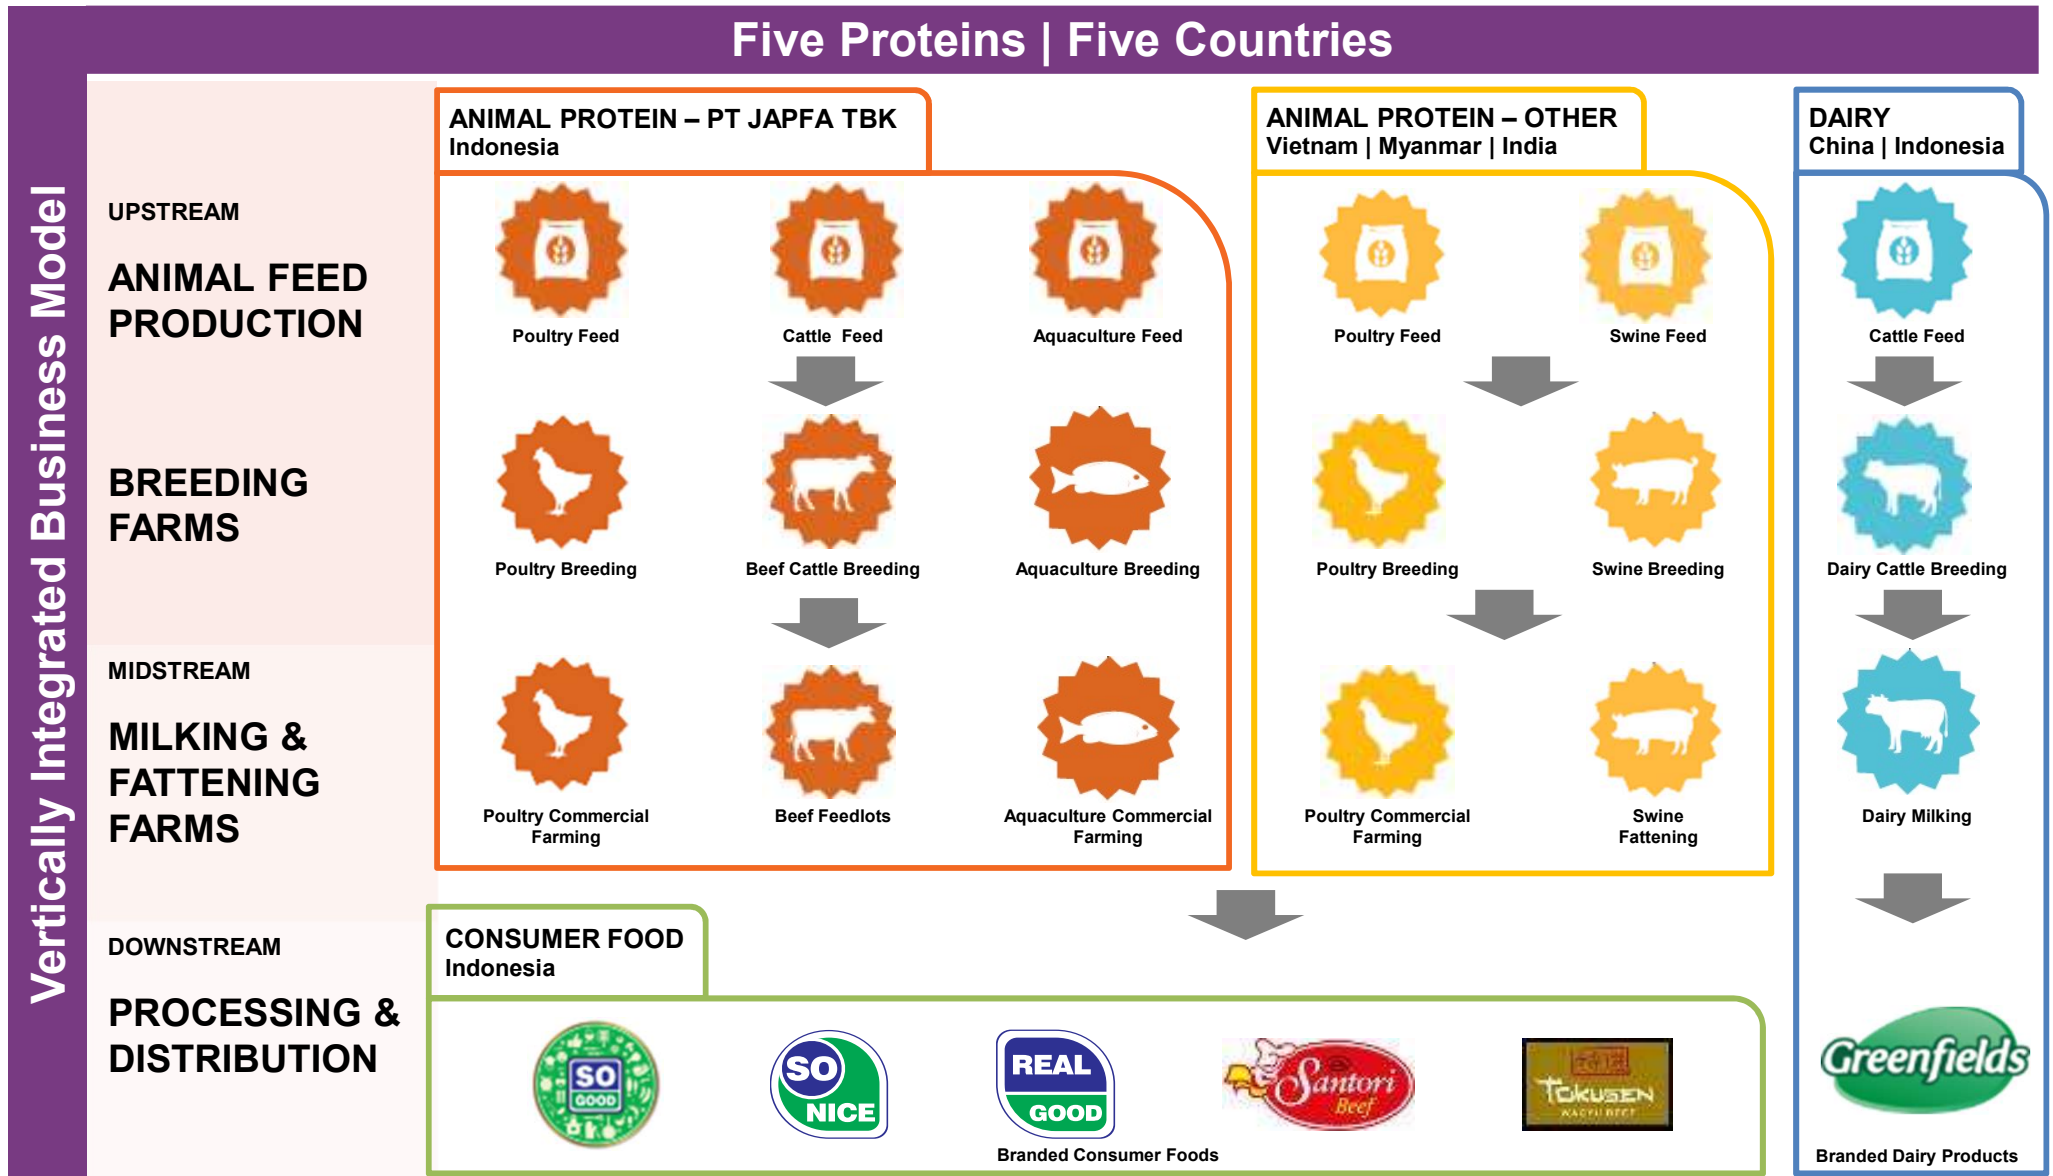 Five Proteins | Five Countries
Vertically Integrated Business Model
UPSTREAM
ANIMAL FEED
PRODUCTION
BREEDING
FARMS
MIDSTREAM
MILKING &
FATTENING
FARMS
DOWNSTREAM
PROCESSING &
DISTRIBUTION
ANIMAL PROTEIN – PT JAPFA TBK
Indonesia
Poultry Feed
Cattle Feed
Aquaculture Feed
Poultry Breeding
Beef Cattle Breeding
Aquaculture Breeding
Poultry Commercial
Farming
Beef Feedlots
Aquaculture Commercial
Farming
ANIMAL PROTEIN – OTHER
Vietnam | Myanmar | India
Poultry Feed
Swine Feed
Poultry Breeding
Swine Breeding
Poultry Commercial
Farming
Swine
Fattening
DAIRY
China | Indonesia
Cattle Feed
Dairy Cattle Breeding
Dairy Milking
Greenfields
Branded Dairy Products
CONSUMER FOOD
Indonesia
SO
GOOD
SO
NICE
REAL
GOOD
Santori
Beef
TOKUSEN
WAGYU BEEF
Branded Consumer Foods